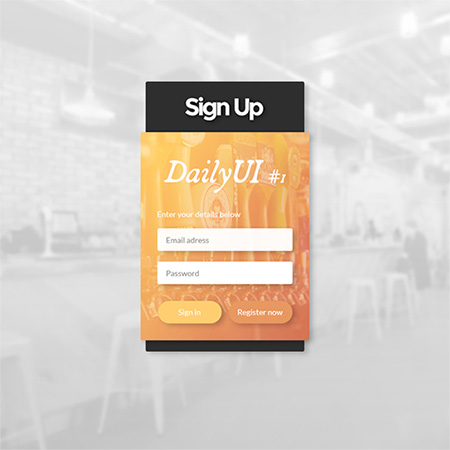 Sign Up
DailyUI #1
Enter your details below
Email adress
Password
Sign In
Register now